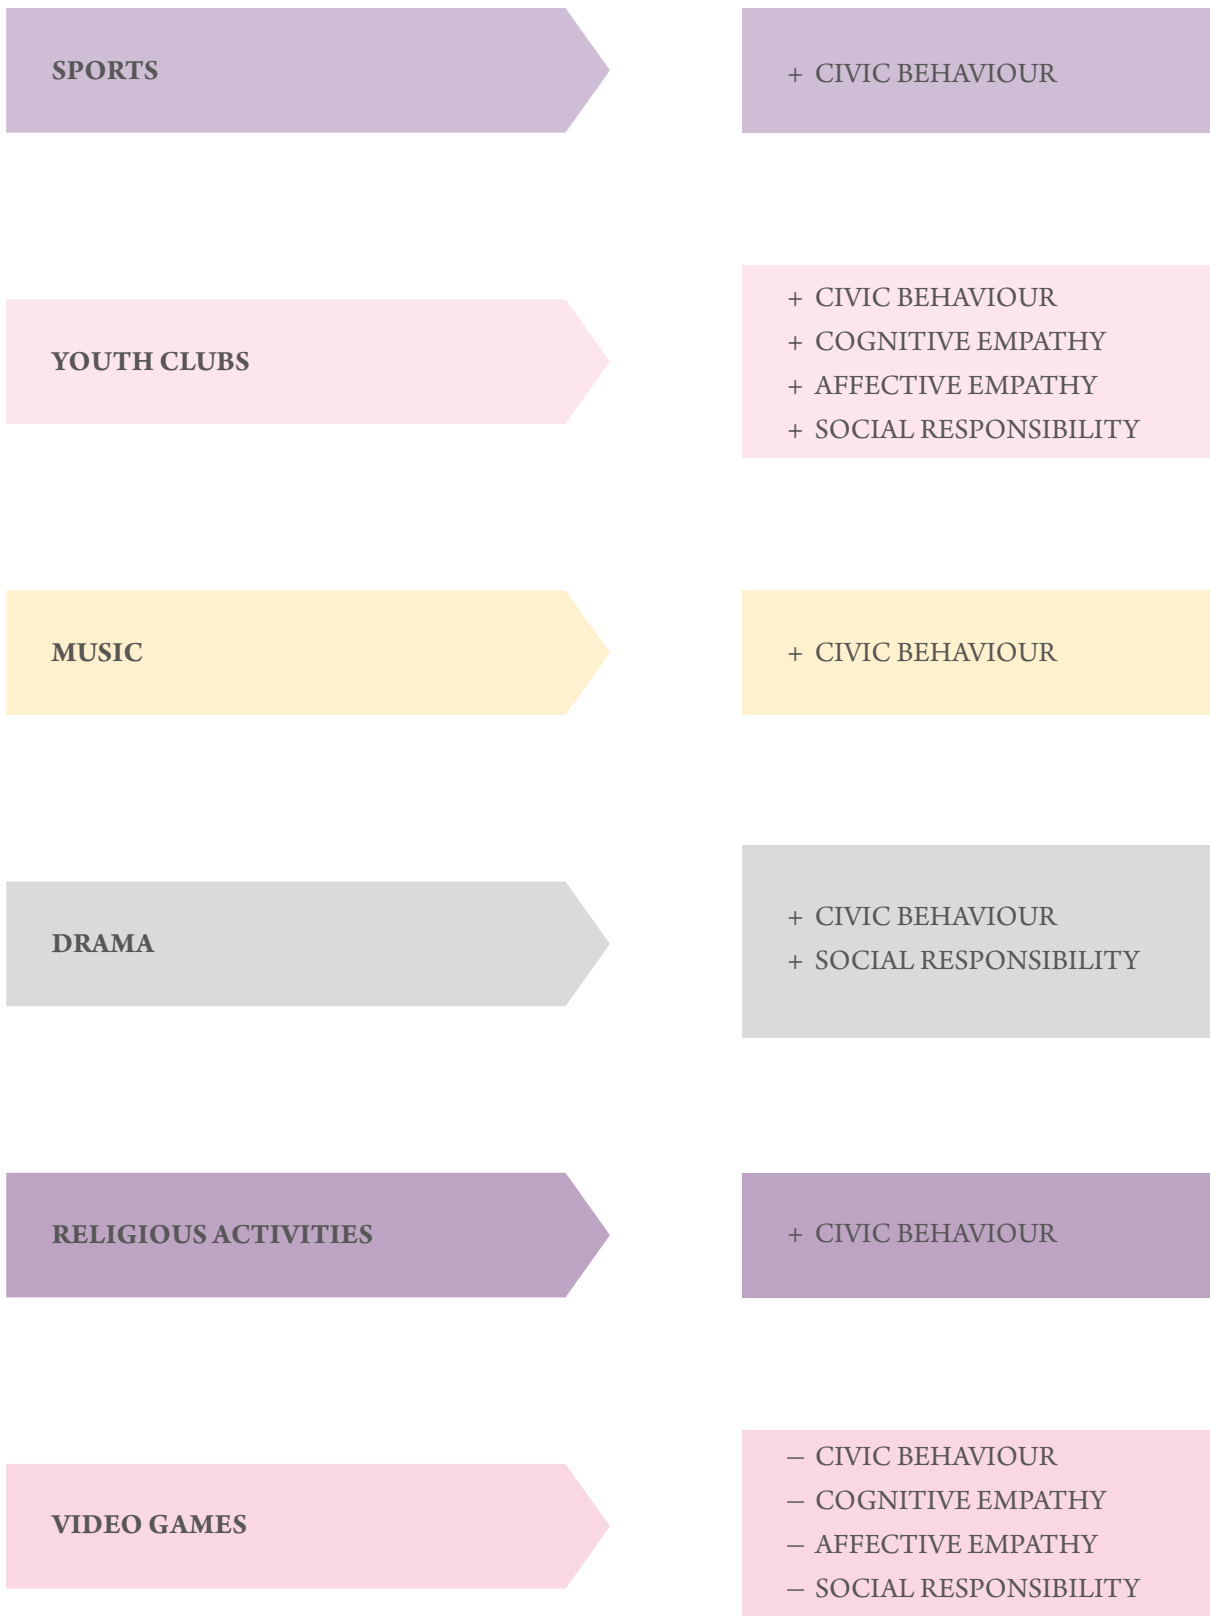 SPORTS
+ CIVIC BEHAVIOUR
YOUTH CLUBS
+ CIVIC BEHAVIOUR
+ COGNITIVE EMPATHY
+ AFFECTIVE EMPATHY
+ SOCIAL RESPONSIBILITY
MUSIC
+ CIVIC BEHAVIOUR
DRAMA
+ CIVIC BEHAVIOUR
+ SOCIAL RESPONSIBILITY
RELIGIOUS ACTIVITIES
+ CIVIC BEHAVIOUR
VIDEO GAMES
– CIVIC BEHAVIOUR
– COGNITIVE EMPATHY
– AFFECTIVE EMPATHY
– SOCIAL RESPONSIBILITY